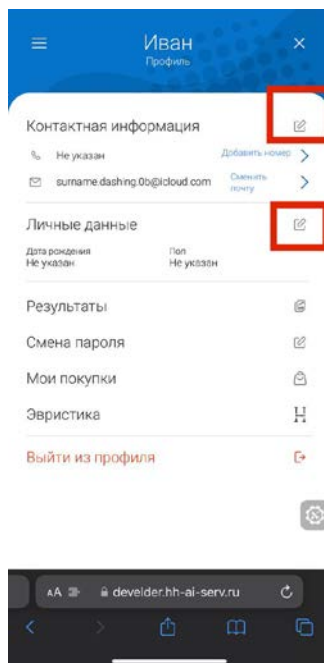 Иван
Профиль
Контактная информация
Не указан
Добавить номер
surname.dashing.0b@icloud.com
Сменить
почту
Личные данные
Дата рождения
Пол
Не указан
Не указан
Результаты
Смена пароля
Мои покупки
Эвристика
H
Выйти из профиля
AA
develder.hh-ai-serv.ru